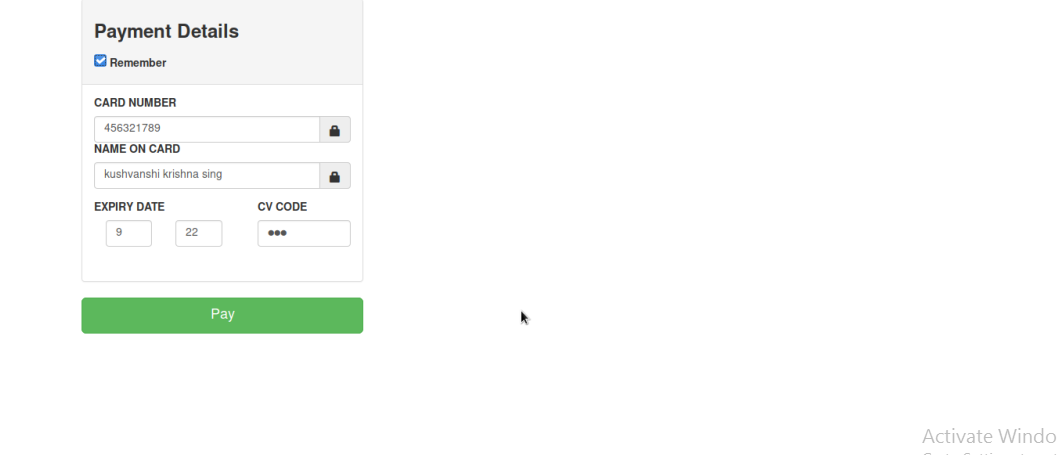 Payment Details
Remember
CARD NUMBER
456321789
NAME ON CARD
kushvanshi krishna sing
EXPIRY DATE CV CODE
9 22 •••
Pay
Activate Windo